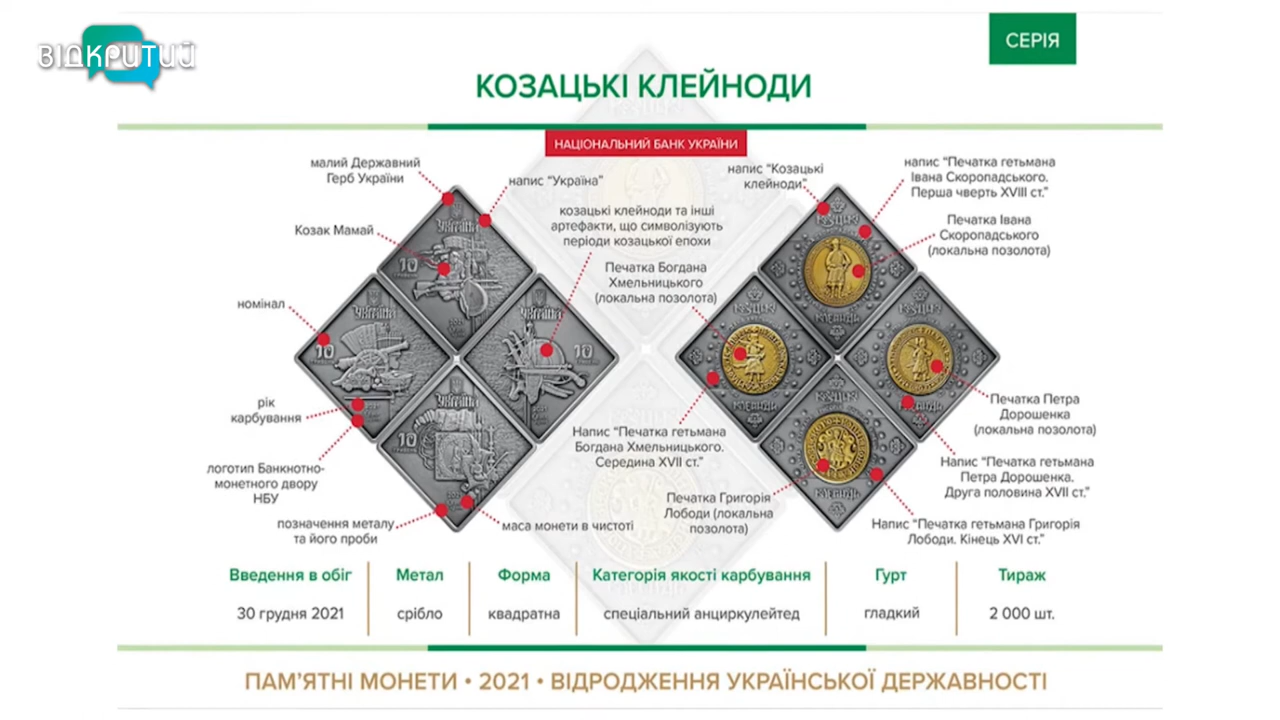 ВІДКРИТИЙ
СЕРІЯ
КОЗАЦЬКІ КЛЕЙНОДИ
НАЦІОНАЛЬНИЙ БАНК УКРАЇНИ
малий Державний
Герб України
напис “Україна”
Козак Мамай
козацькі клейноди та інші
артефакти, що символізують
періоди козацької епохи
номінал
рік
карбування
логотип Банкнотно-
монетного двору
НБУ
позначення металу
та його проби
маса монети в чистоті
напис “Козацькі
клейноди”
напис “Печатка гетьмана
Івана Скоропадського.
Перша чверть XVIII ст.”
Печатка Івана
Скоропадського
(локальна позолота)
Печатка Богдана
Хмельницького
(локальна позолота)
Напис “Печатка гетьмана
Богдана Хмельницького.
Середина XVII ст.”
Печатка Петра
Дорошенка
(локальна позолота)
Напис “Печатка гетьмана
Петра Дорошенка.
Друга половина XVII ст.”
Печатка Григорія
Лободи (локальна
позолота)
Напис “Печатка гетьмана Григорія
Лободи. Кінець XVI ст.”
10
10
10
10
Введення в обіг Метал Форма Категорія якості карбування Гурт Тираж
30 грудня 2021 срібло квадратна спеціальний анциркулейтед гладкий 2 000 шт.
ПАМ’ЯТНІ МОНЕТИ • 2021 • ВІДРОДЖЕННЯ УКРАЇНСЬКОЇ ДЕРЖАВНОСТІ